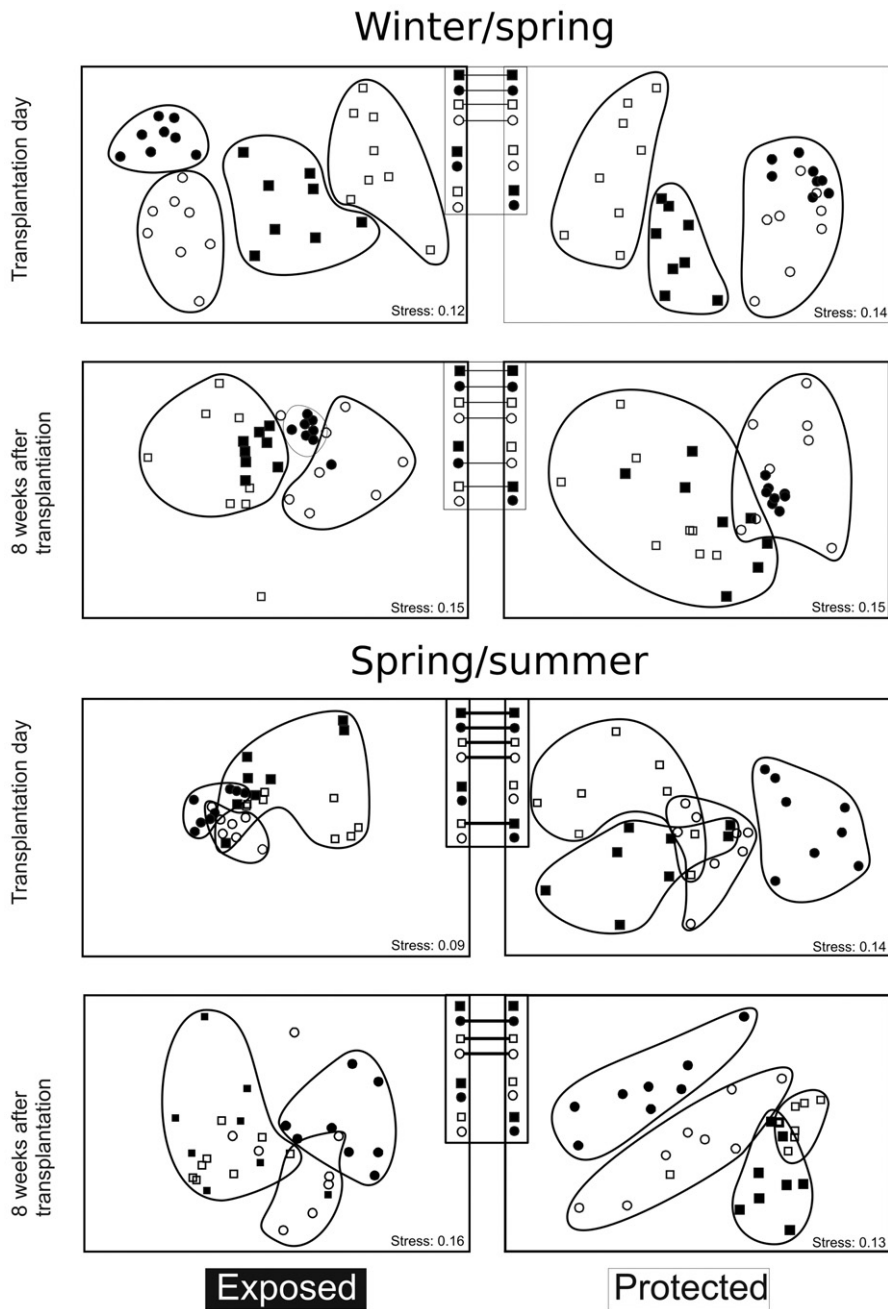 Winter/spring
Transplantation day
Stress: 0.12
Stress: 0.14
8 weeks after
transplantiation
Stress: 0.15
Stress: 0.15
Spring/summer
Transplantation day
Stress: 0.09
Stress: 0.14
8 weeks after
transplantation
Stress: 0.16
Stress: 0.13
Exposed
Protected